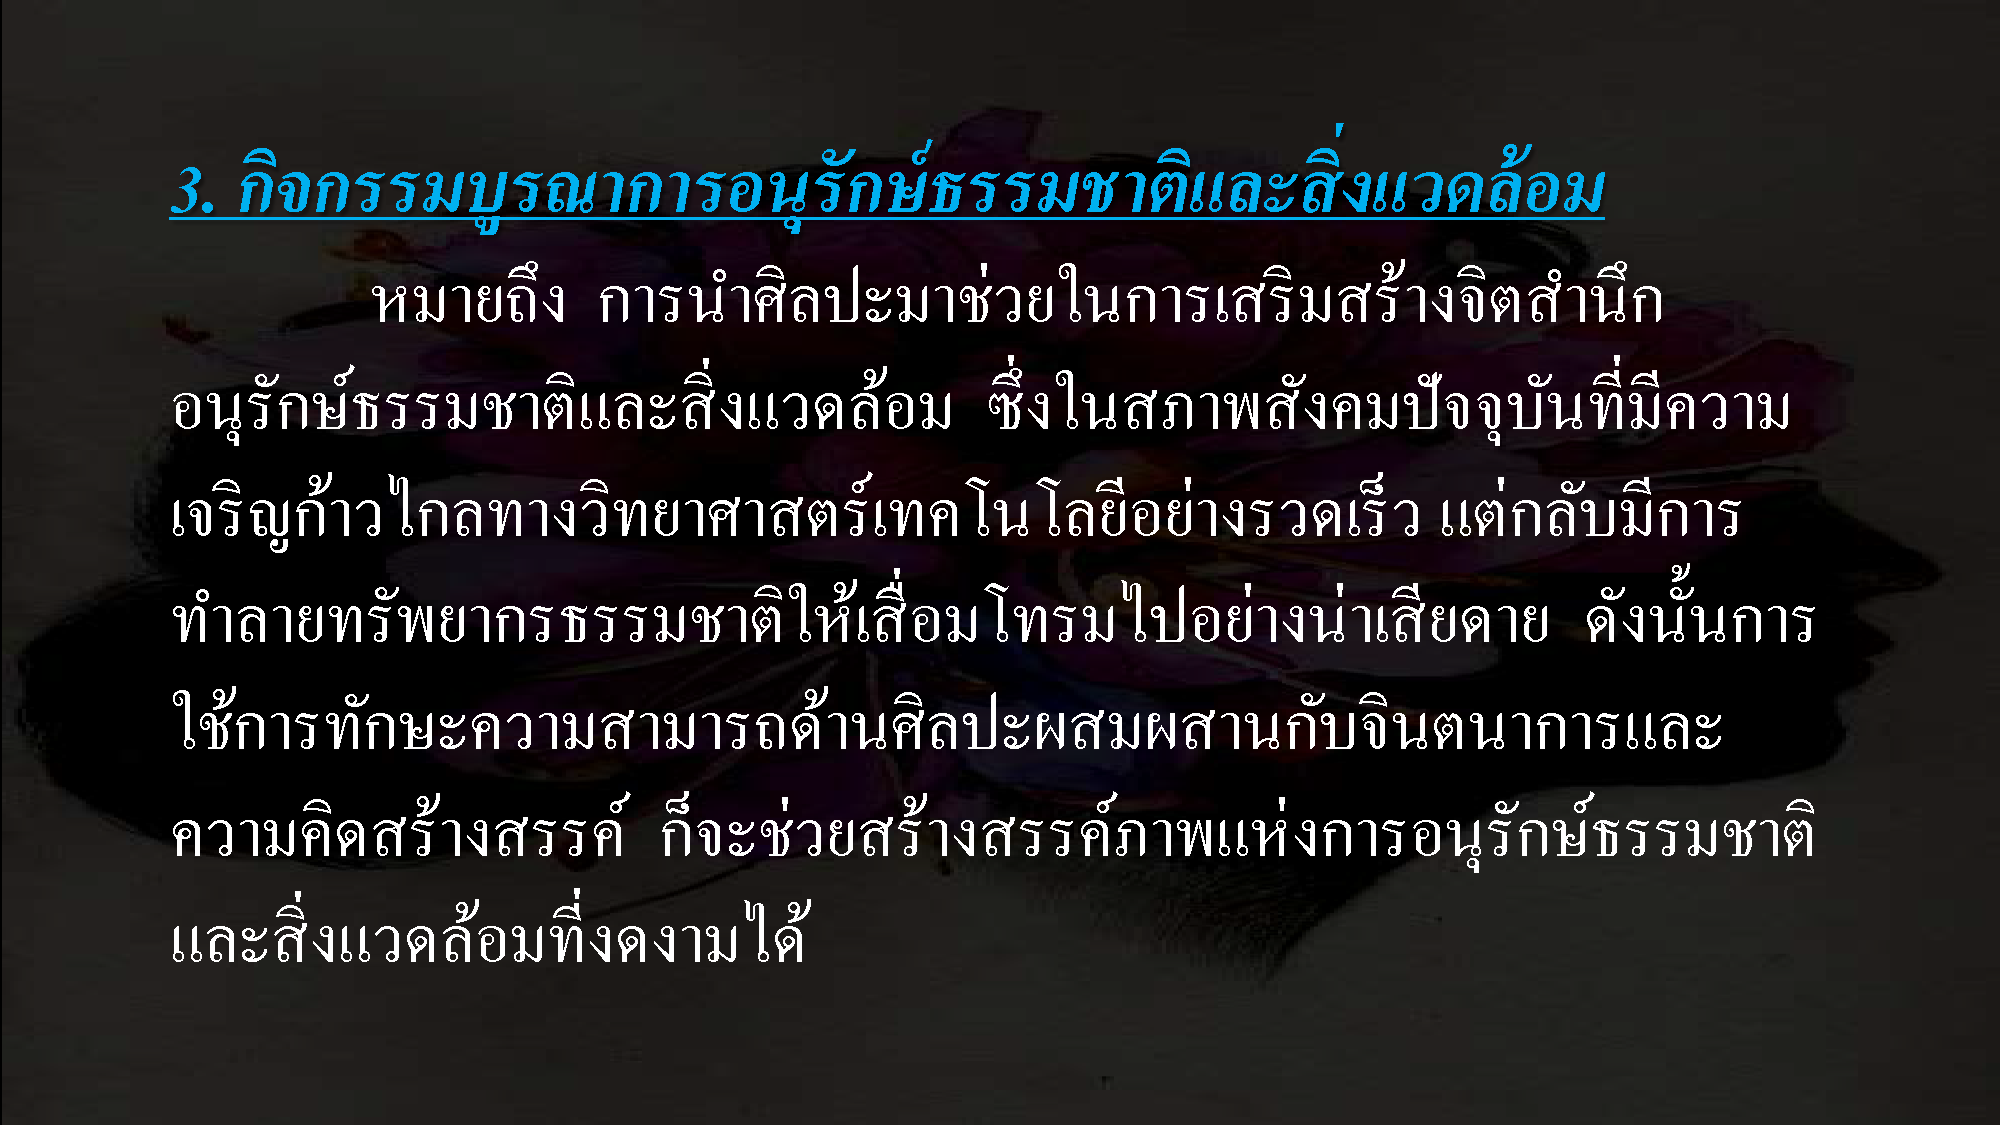 3. กิจกรรมบูรณาการอนุรักษ์ธรรมชาติและสิ่งแวดล้อม
หมายถึง การนำศิลปะมาช่วยในการเสริมสร้างจิตสำนึก
อนุรักษ์ธรรมชาติและสิ่งแวดล้อม ซึ่งในสภาพสังคมปัจจุบันที่มีความ
เจริญก้าวไกลทางวิทยาศาสตร์เทคโนโลยีอย่างรวดเร็ว แต่กลับมีการ
ทำลายทรัพยากรธรรมชาติให้เสื่อมโทรมไปอย่างน่าเสียดาย ดังนั้นการ
ใช้การทักษะความสามารถด้านศิลปะผสมผสานกับจินตนาการและ
ความคิดสร้างสรรค์ ก็จะช่วยสร้างสรรค์ภาพแห่งการอนุรักษ์ธรรมชาติ
และสิ่งแวดล้อมที่งดงามได้